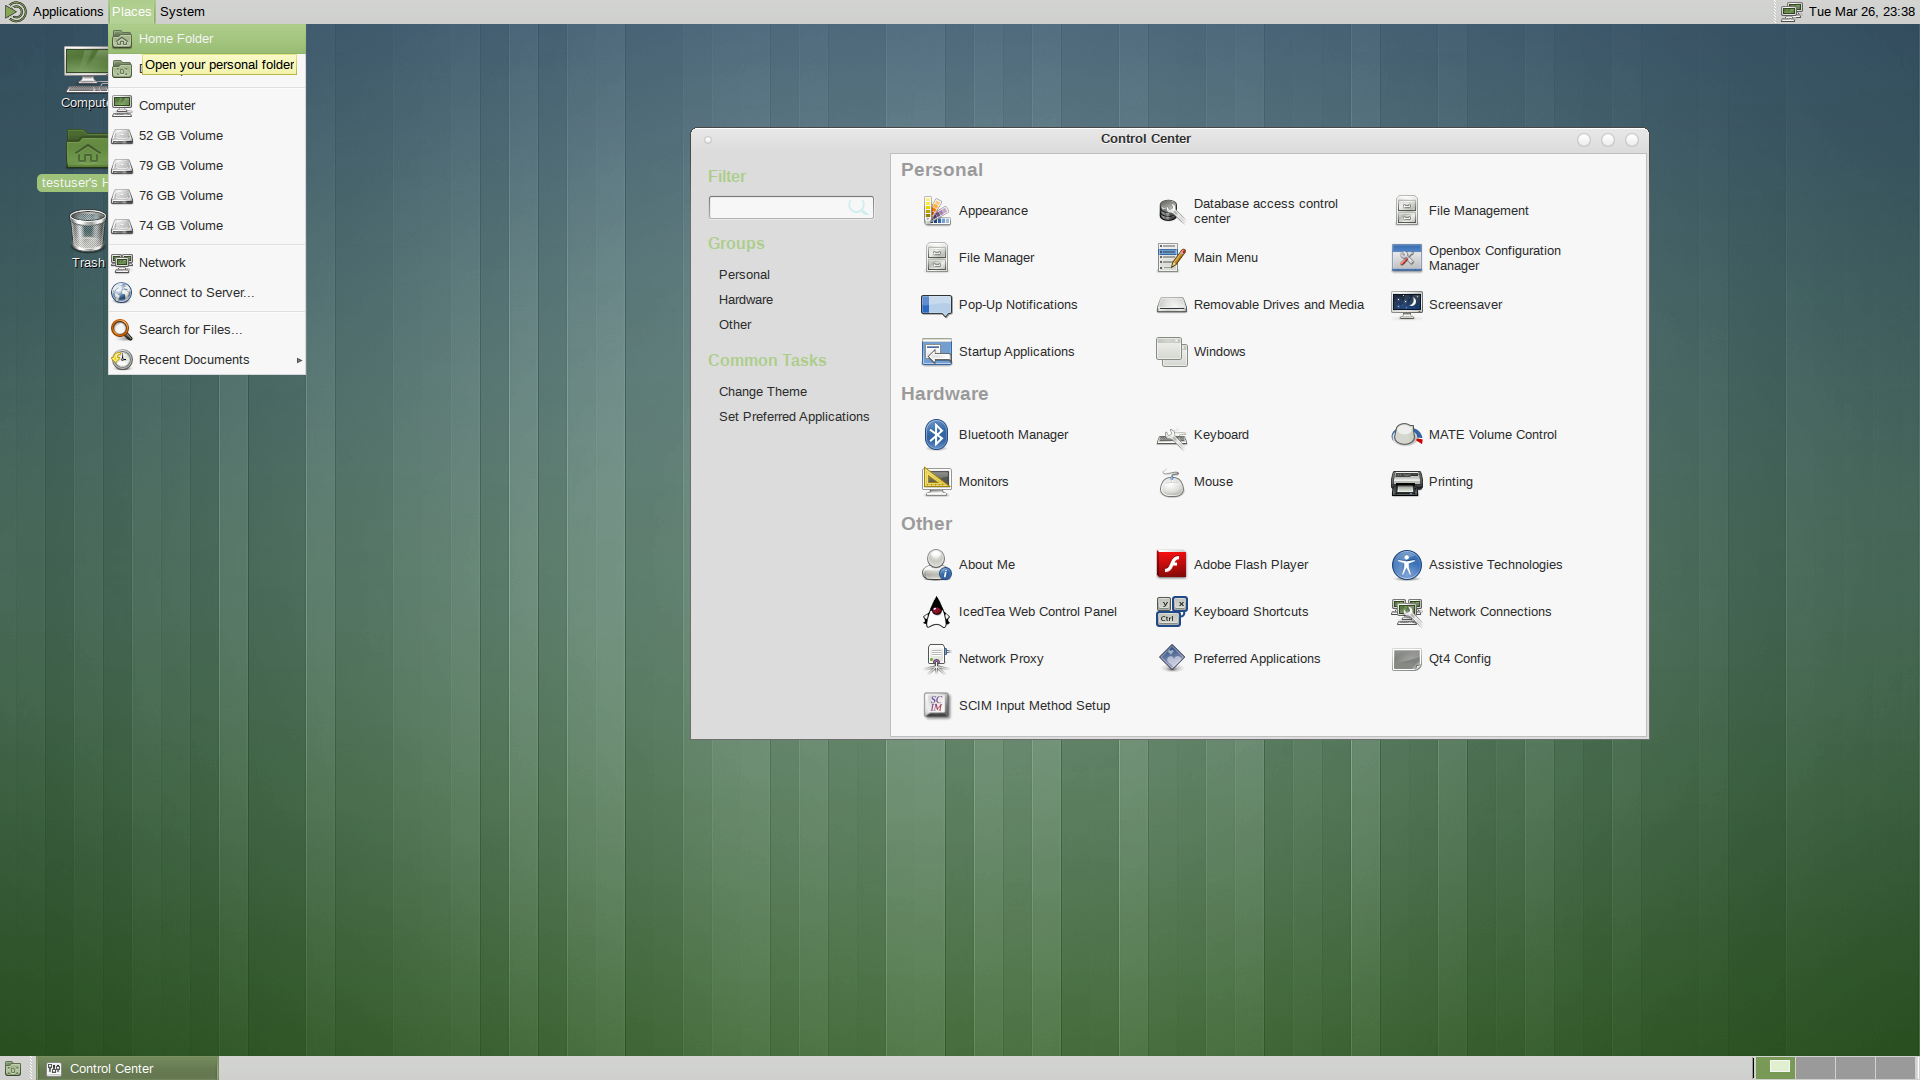 Applications Places System
Tue Mar 26, 23:38
Home Folder
Open your personal folder
Computer
52 GB Volume
79 GB Volume
76 GB Volume
74 GB Volume
Network
Connect to Server...
Search for Files...
Recent Documents
testuser's
Trash
Control Center
Filter
Groups
Personal
Hardware
Other
Common Tasks
Change Theme
Set Preferred Applications
Personal
Appearance
Database access control
center
File Management
File Manager
Main Menu
Openbox Configuration
Manager
Pop-Up Notifications
Removable Drives and Media
Screensaver
Startup Applications
Windows
Hardware
Bluetooth Manager
Keyboard
MATE Volume Control
Monitors
Mouse
Printing
Other
About Me
Adobe Flash Player
Assistive Technologies
IcedTea Web Control Panel
Y X
Ctrl
Keyboard Shortcuts
Network Connections
Network Proxy
Preferred Applications
Qt4 Config
SC
IM
SCIM Input Method Setup
Control Center